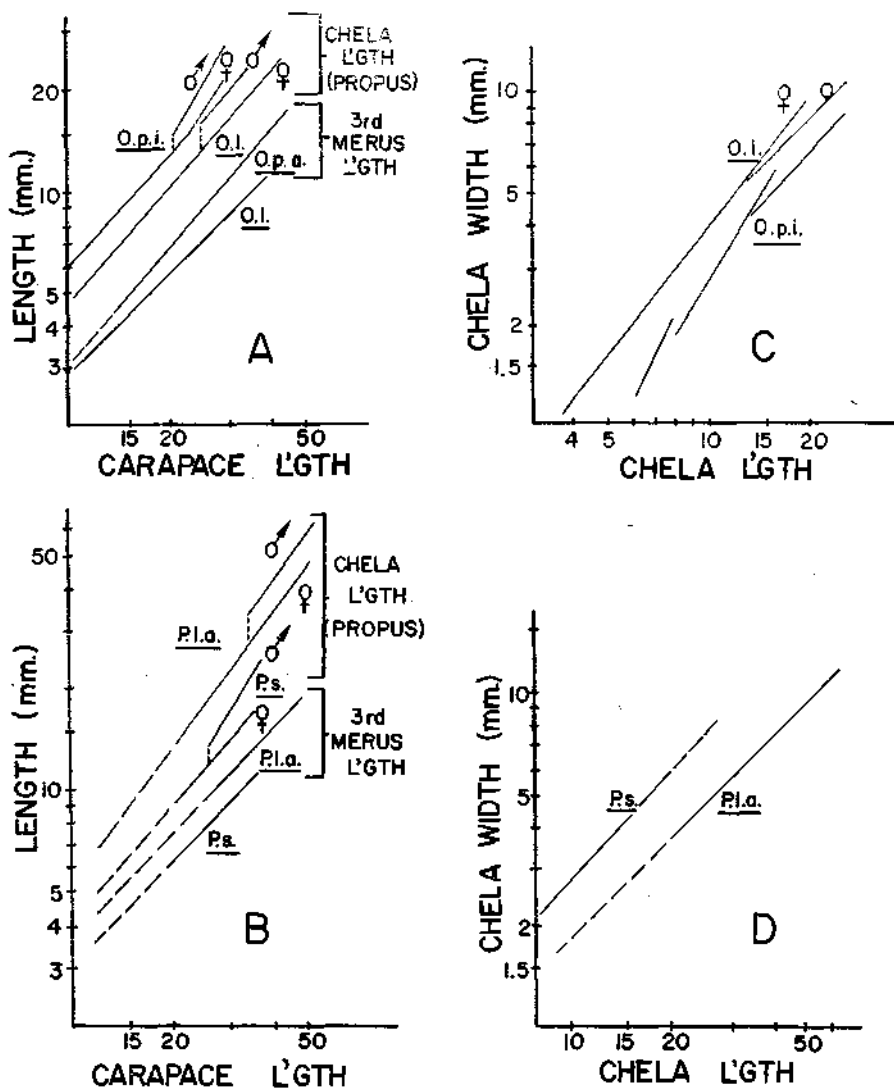 LENGTH (mm.)
20
10
5
4
3
♂ ♀ ♂ ♀
CHELA
L'GTH
(PROPUS)
3rd
MERUS
L'GTH
O.p.i.
O.l.
O.p.a.
O.l.
A
15 20 50
CARAPACE L'GTH
CHELA WIDTH (mm.)
10
5
2
1.5
♀
O.i.
O.p.i.
C
4 5 10 15 20
CHELA L'GTH
LENGTH (mm.)
50
10
5
4
3
♂
CHELA
L'GTH
(PROPUS)
♀
P.l.a.
♂
P.s.
♀
3rd
MERUS
L'GTH
P.l.a.
P.s.
B
15 20 50
CARAPACE L'GTH
CHELA WIDTH (mm.)
10
5
2
1.5
P.s.
P.l.a.
D
10 15 20 50
CHELA L'GTH